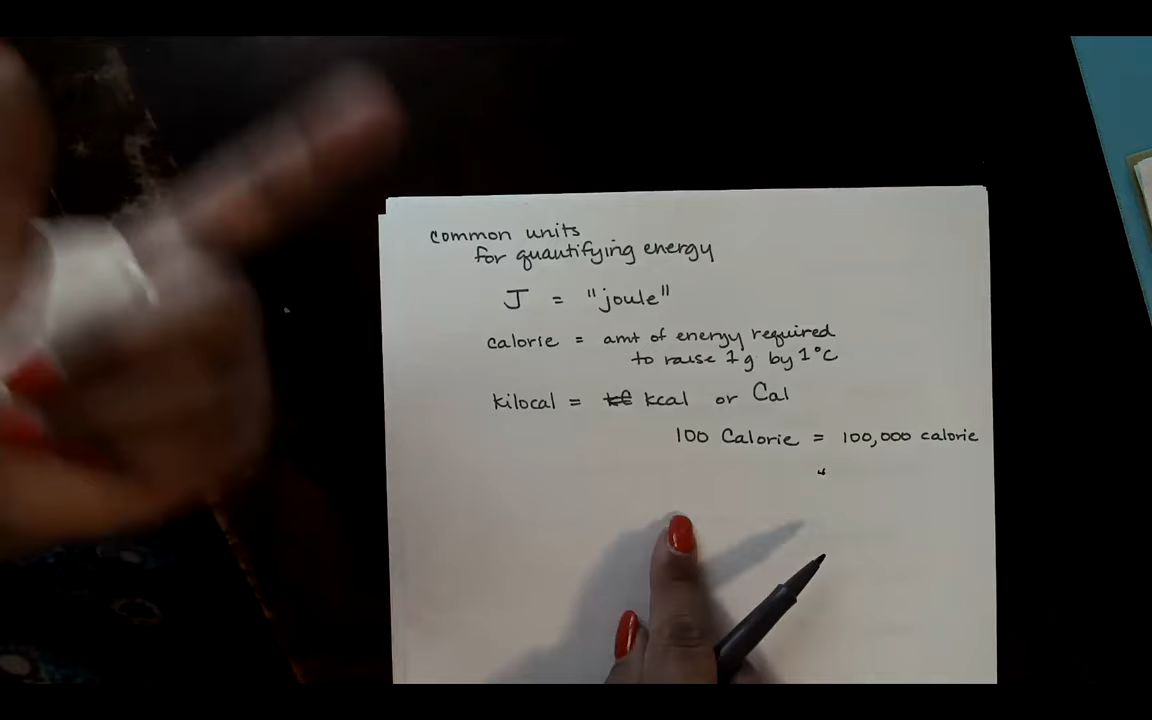 common units
for quantifying energy
J = "joule"
calorie = amt of energy required
to raise 1g by 1°C
kilocal = kcal or Cal
100 Calorie = 100,000 calorie
"